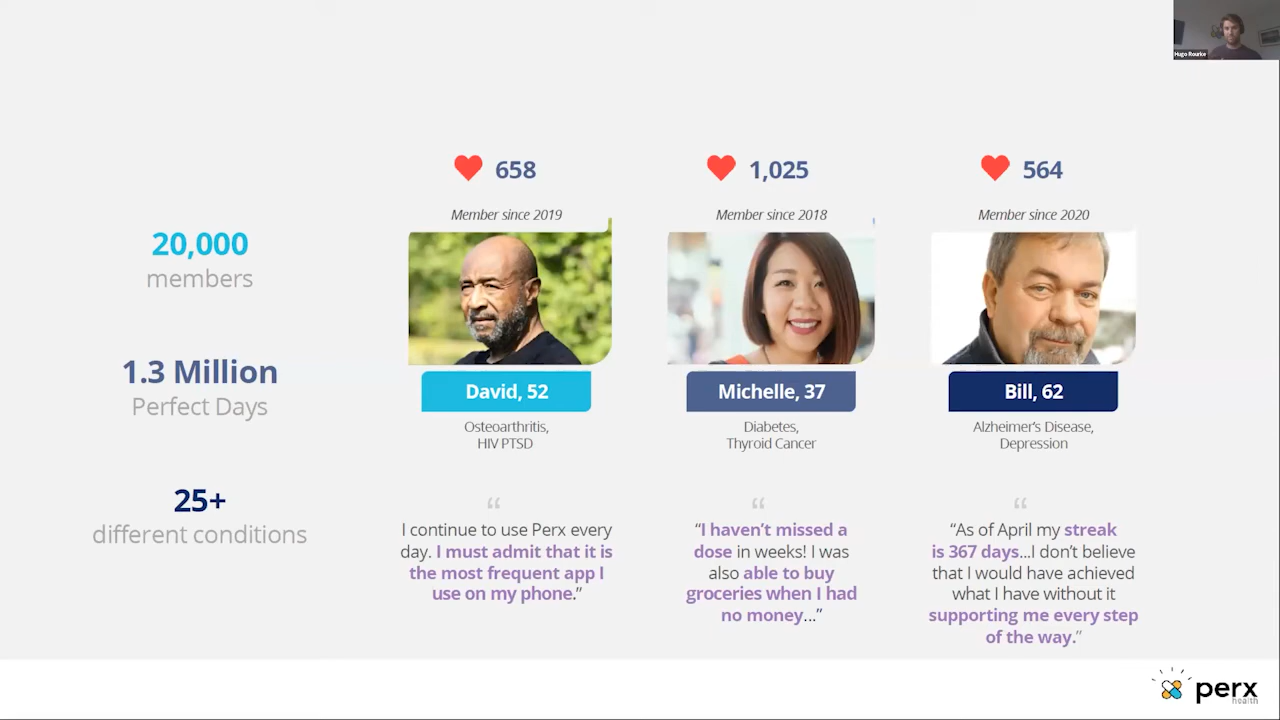 Hugo Rourke
20,000
members
1.3 Million
Perfect Days
25+
different conditions
658
Member since 2019
David, 52
Osteoarthritis,
HIV PTSD
“
I continue to use Perx every
day. I must admit that it is
the most frequent app I
use on my phone.”
1,025
Member since 2018
Michelle, 37
Diabetes,
Thyroid Cancer
“
“I haven’t missed a
dose in weeks! I was
also able to buy
groceries when I had
no money...”
564
Member since 2020
Bill, 62
Alzheimer’s Disease,
Depression
“
“As of April my streak
is 367 days...I don’t believe
that I would have achieved
what I have without it
supporting me every step
of the way.”
perx
health